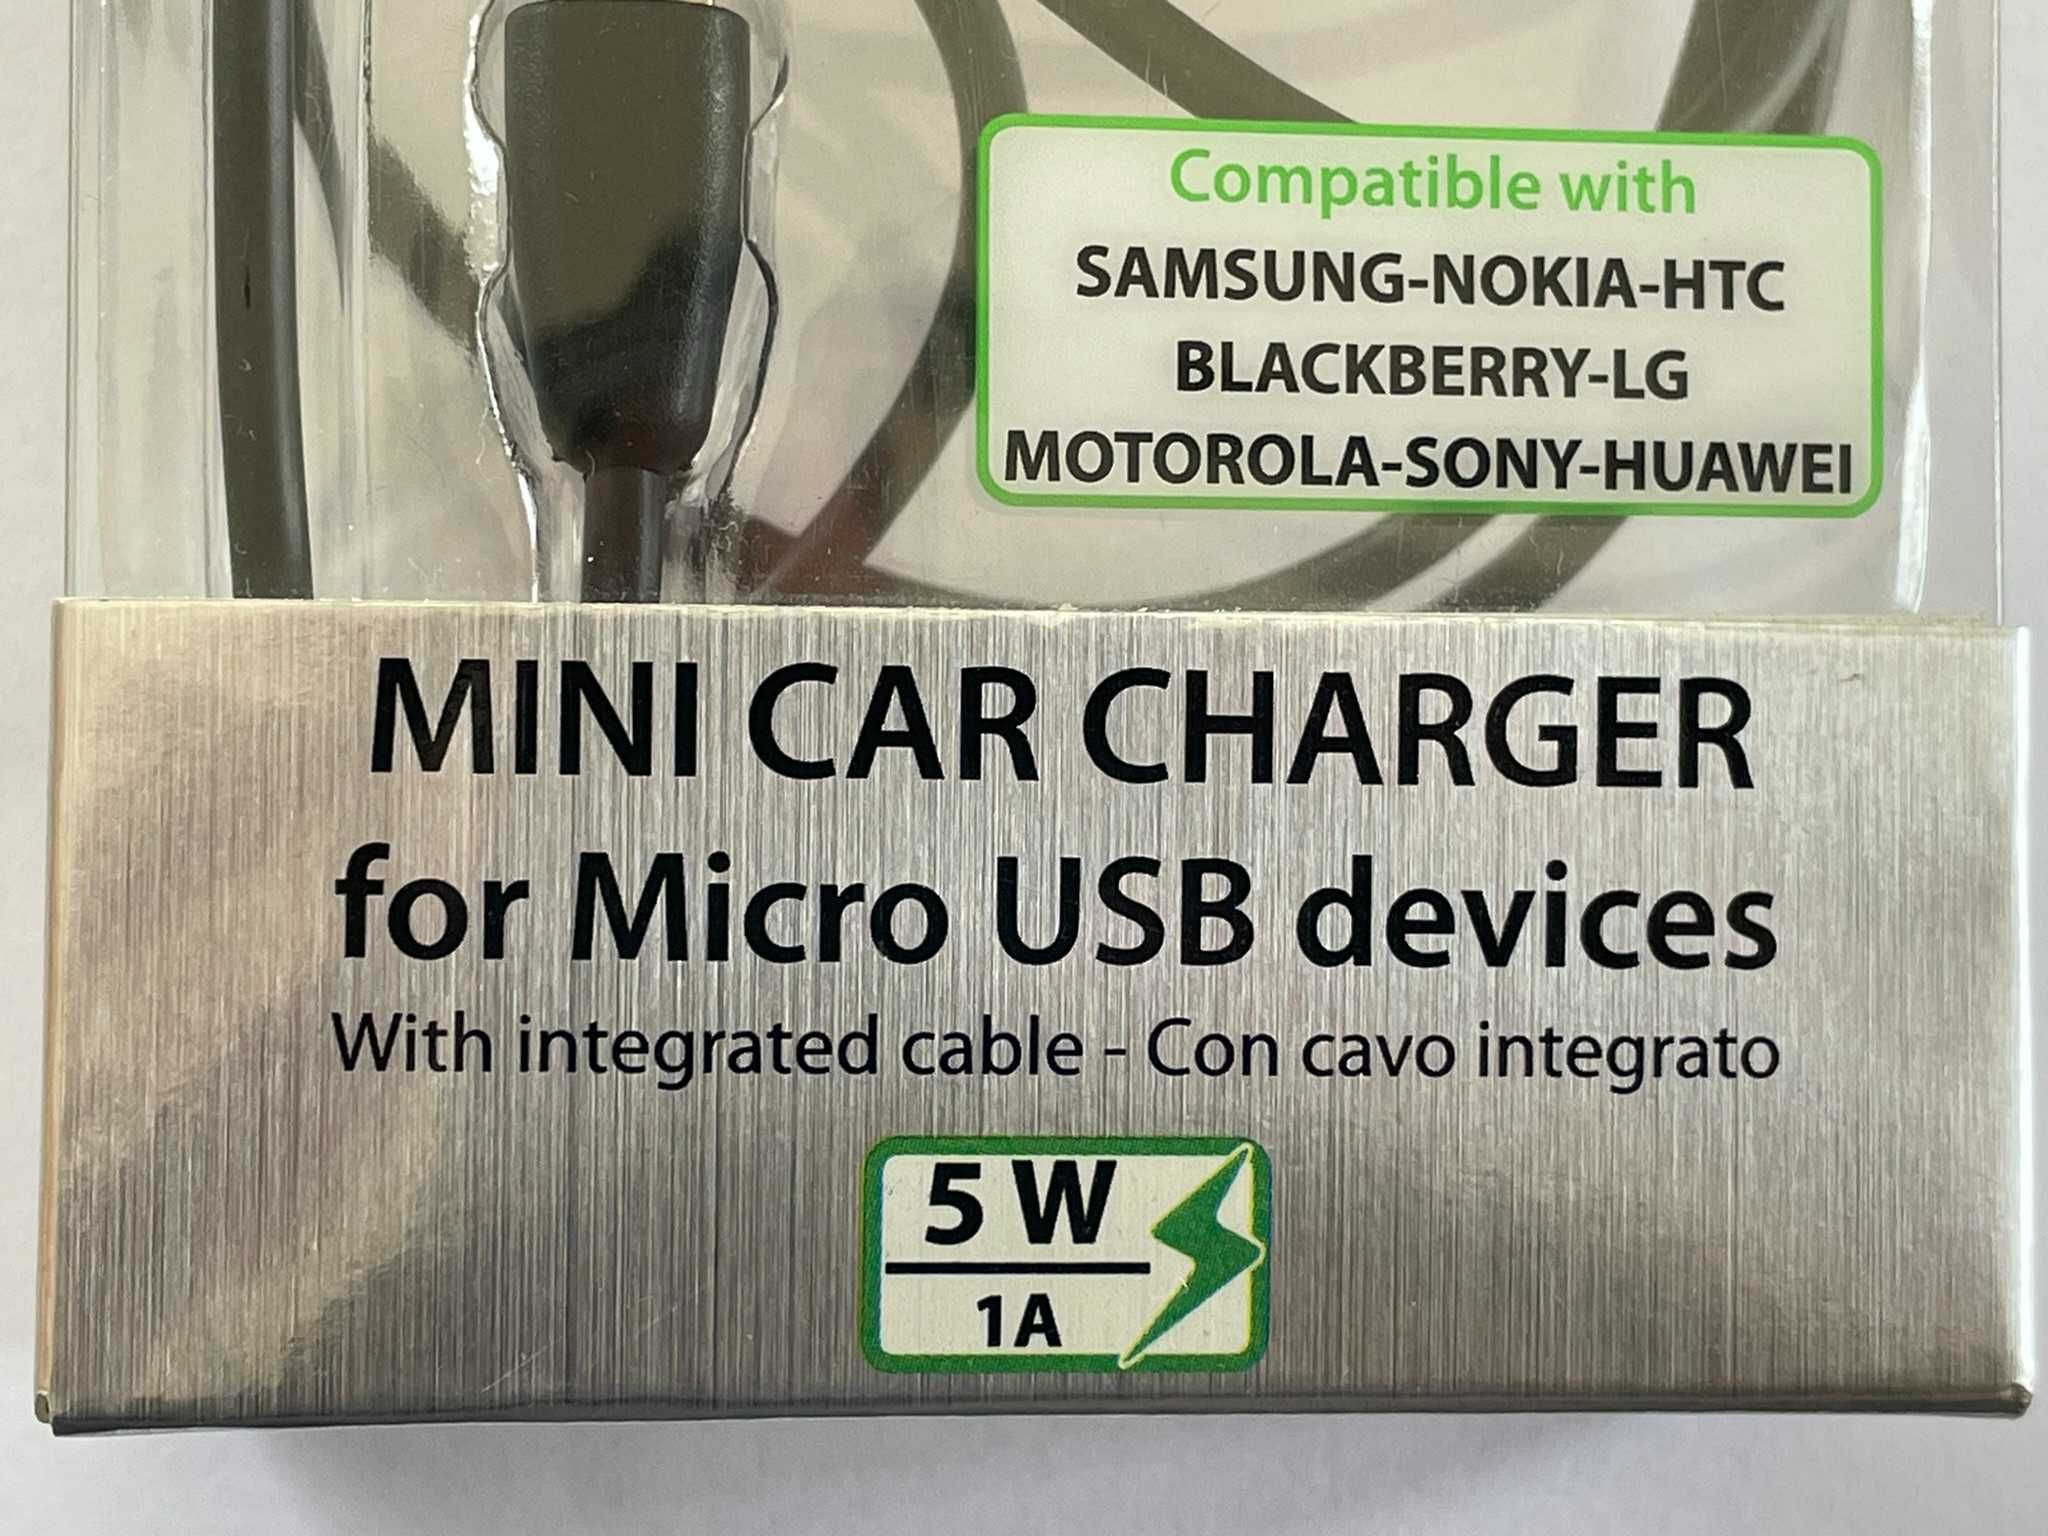 Compatible with
SAMSUNG-NOKIA-HTC
BLACKBERRY-LG
MOTOROLA-SONY-HUAWEI
MINI CAR CHARGER
for Micro USB devices
With integrated cable - Con cavo integrato
5 W
1A